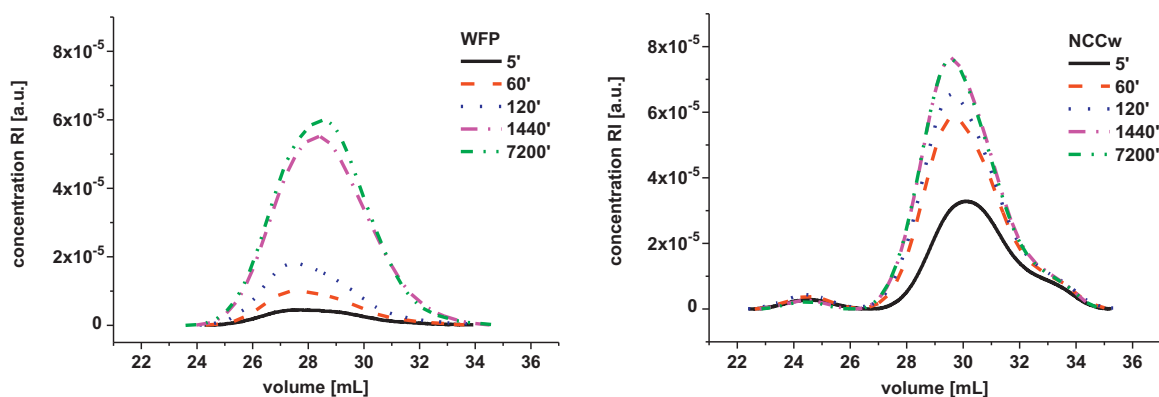 WFP
5'
60'
120'
1440'
7200'
8x10-5
6x10-5
4x10-5
2x10-5
0
concentration RI [a.u.]
22 24 26 28 30 32 34 36
volume [mL]
NCCw
5'
60'
120'
1440'
7200'
8x10-5
6x10-5
4x10-5
2x10-5
0
concentration RI [a.u.]
22 24 26 28 30 32 34 36
volume [mL]